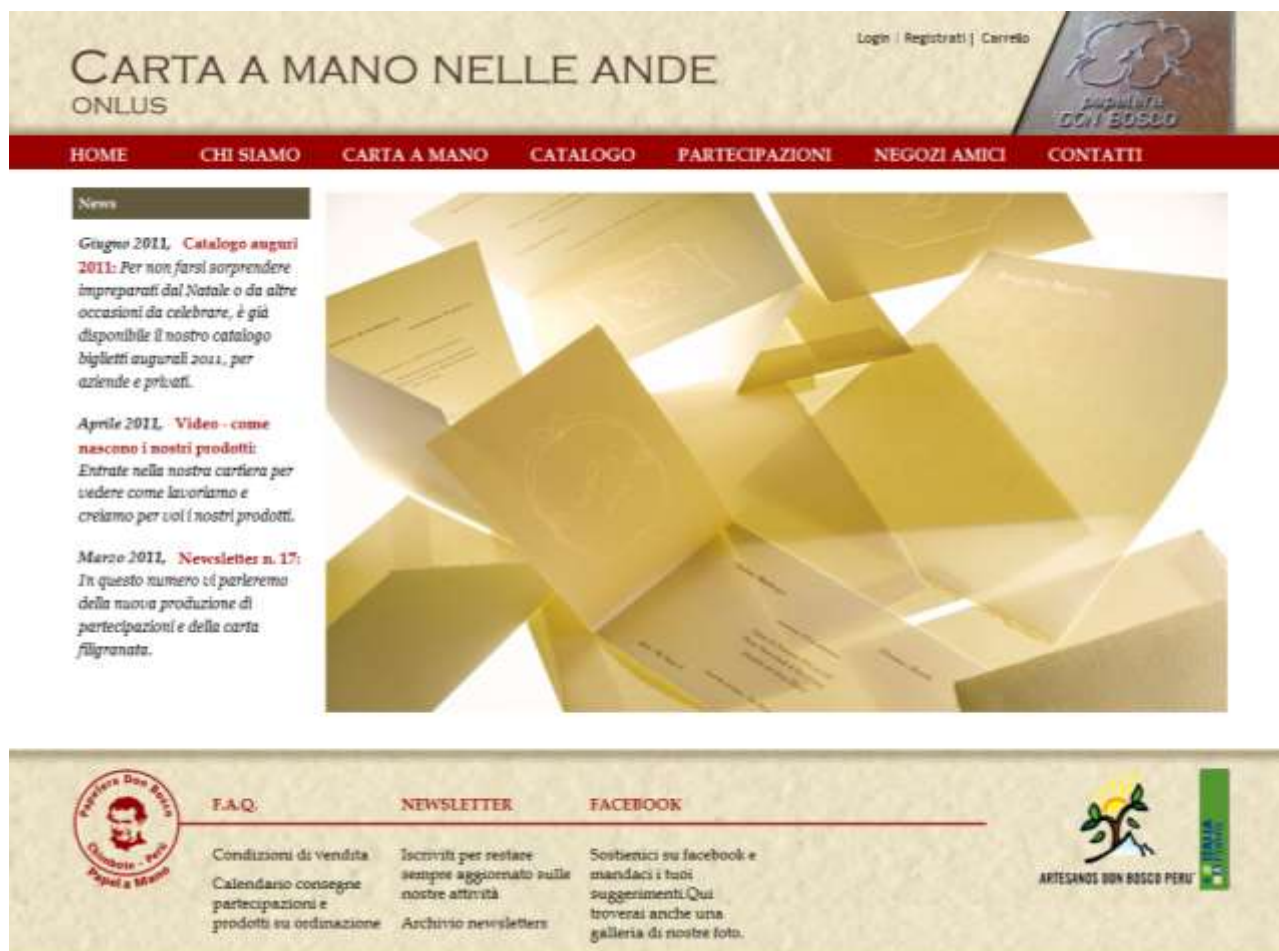 Login | Registrati | Carrello
CARTA A MANO NELLE ANDE
ONLUS
papelera
DON BOSCO
HOME CHI SIAMO CARTA A MANO CATALOGO PARTECIPAZIONI NEGOZI AMICI CONTATTI
News
Giugno 2011, Catalogo auguri
2011: Per non farsi sorprendere
impreparati dal Natale o da altre
occasioni da celebrare, è già
disponibile il nostro catalogo
biglietti augurali 2011, per
aziende e privati.
Aprile 2011, Video - come
nascono i nostri prodotti:
Entrate nella nostra cartiera per
vedere come lavoriamo e
creiamo per voi i nostri prodotti.
Marzo 2011, Newsletter n. 17:
In questo numero vi parleremo
della nuova produzione di
partecipazioni e della carta
filigranata.
Papelera Don Bosco
Chimbote - Perú
Papel a Mano
F.A.Q.
Condizioni di vendita
Calendario consegne
partecipazioni e
prodotti su ordinazione
NEWSLETTER
Iscriviti per restare
sempre aggiornato sulle
nostre attività
Archivio newsletters
FACEBOOK
Sostienici su facebook e
mandaci i tuoi
suggerimenti.Qui
troverai anche una
galleria di nostre foto.
ARTESANOS DON BOSCO PERU
ITALIA